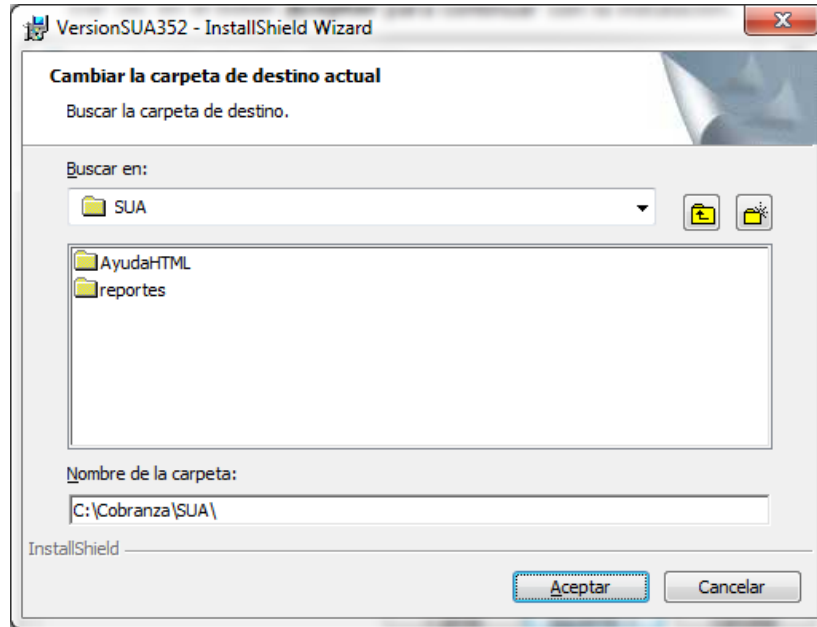 VersionSUA352 - InstallShield Wizard
Cambiar la carpeta de destino actual
Buscar la carpeta de destino.
Buscar en:
SUA
AyudaHTML
reportes
Nombre de la carpeta:
C:\Cobranza\SUA\
InstallShield
Aceptar
Cancelar